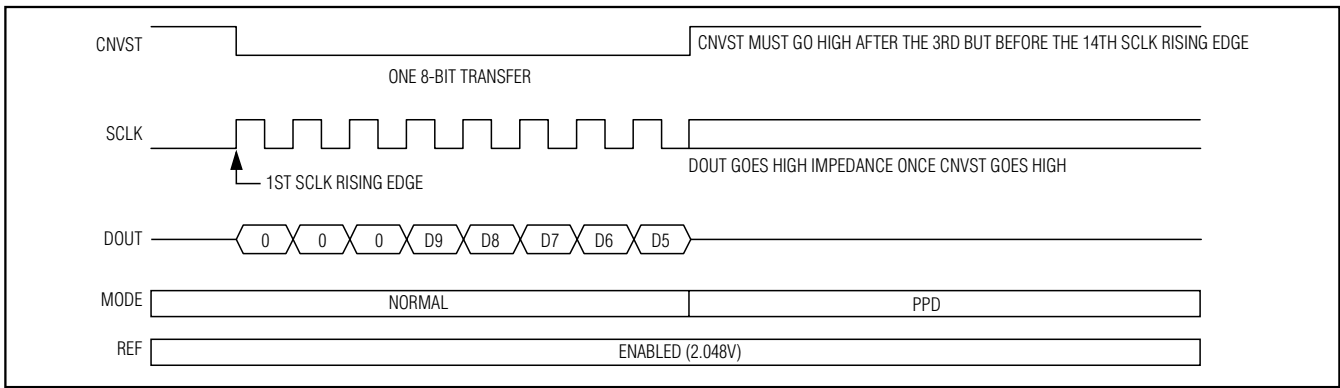 CNVST
CNVST MUST GO HIGH AFTER THE 3RD BUT BEFORE THE 14TH SCLK RISING EDGE
ONE 8-BIT TRANSFER
SCLK
DOUT GOES HIGH IMPEDANCE ONCE CNVST GOES HIGH
1ST SCLK RISING EDGE
DOUT 0 0 0 D9 D8 D7 D6 D5
MODE NORMAL PPD
REF ENABLED (2.048V)